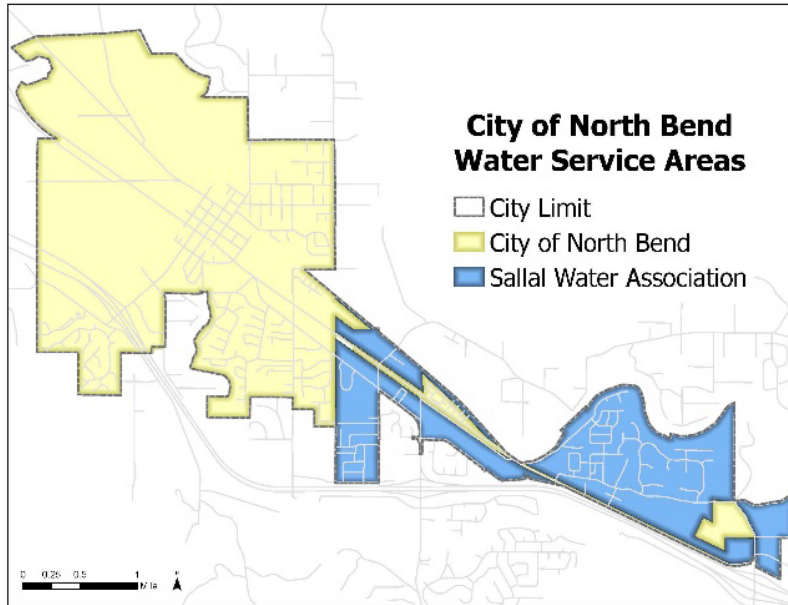 City of North Bend
Water Service Areas
City Limit
City of North Bend
Sallal Water Association
0 0.25 0.5 1
Mile